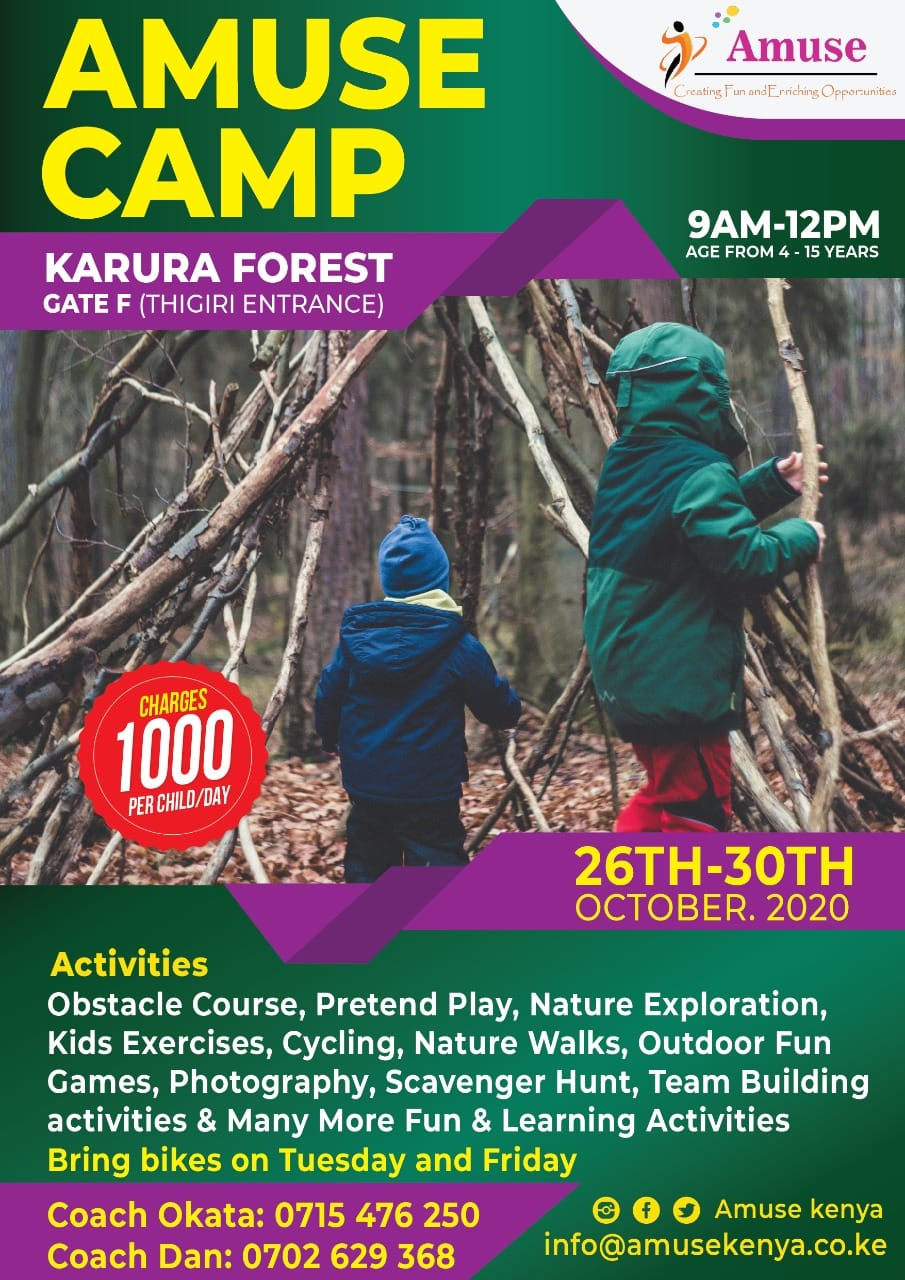 AMUSE
CAMP
Amuse
Creating Fun and Enriching Opportunities
9AM-12PM
AGE FROM 4 - 15 YEARS
KARURA FOREST
GATE F (THIGIRI ENTRANCE)
CHARGES
1000
PER CHILD/DAY
26TH-30TH
OCTOBER. 2020
Activities
Obstacle Course, Pretend Play, Nature Exploration,
Kids Exercises, Cycling, Nature Walks, Outdoor Fun
Games, Photography, Scavenger Hunt, Team Building
activities & Many More Fun & Learning Activities
Bring bikes on Tuesday and Friday
Coach Okata: 0715 476 250
Coach Dan: 0702 629 368
Amuse kenya
info@amusekenya.co.ke